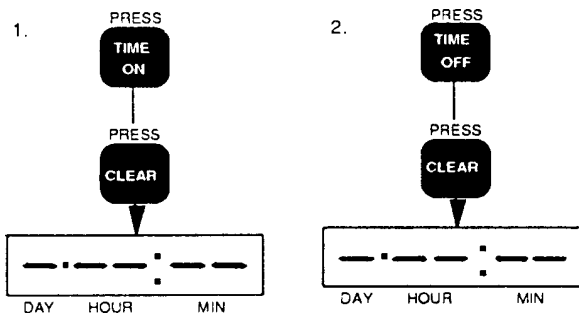 1.
PRESS
TIME
ON
PRESS
CLEAR
DAY HOUR MIN
2.
PRESS
TIME
OFF
PRESS
CLEAR
DAY HOUR MIN